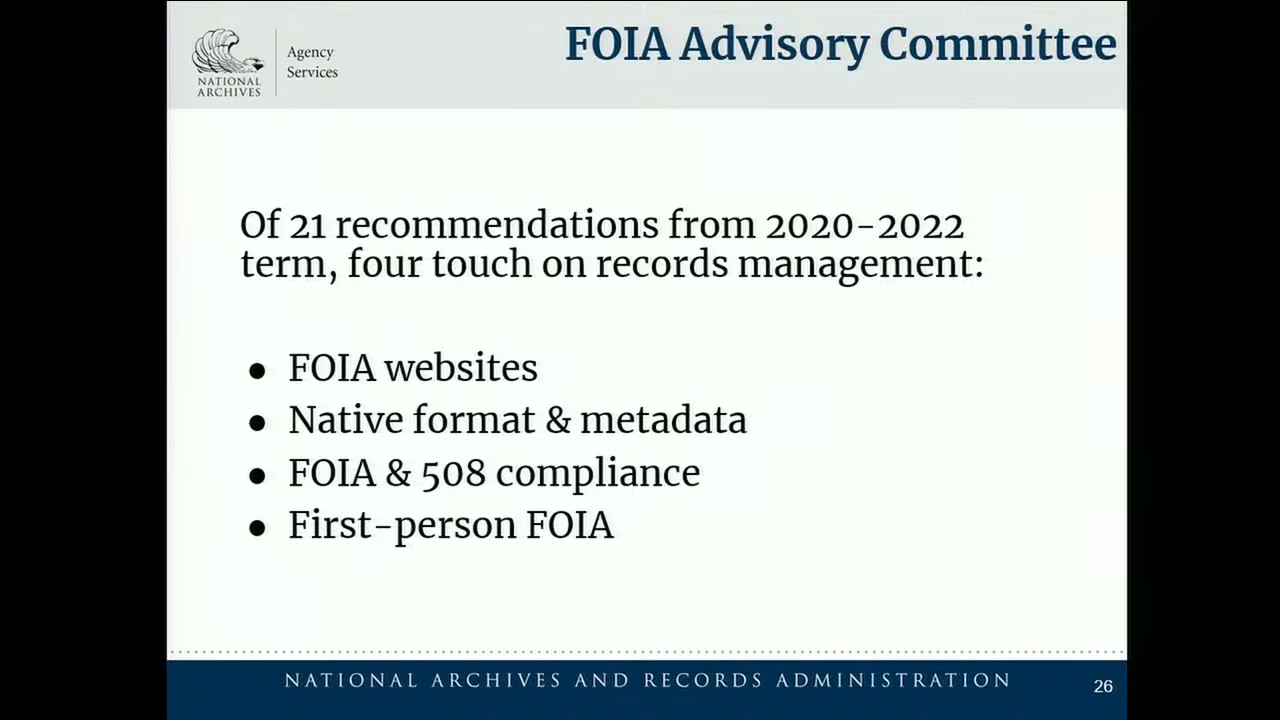 NATIONAL
ARCHIVES
Agency
Services
FOIA Advisory Committee
Of 21 recommendations from 2020-2022
term, four touch on records management:
● FOIA websites
● Native format & metadata
● FOIA & 508 compliance
● First-person FOIA
NATIONAL ARCHIVES AND RECORDS ADMINISTRATION
26